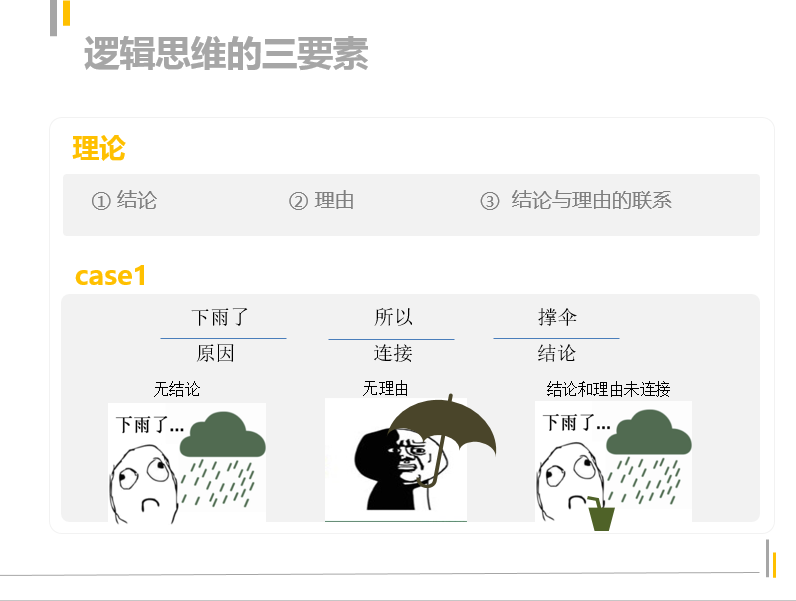 逻辑思维的三要素
理论
① 结论 ② 理由 ③ 结论与理由的联系
case1
下雨了 所以 撑伞
原因 连接 结论
无结论 无理由 结论和理由未连接
下雨了... 下雨了...